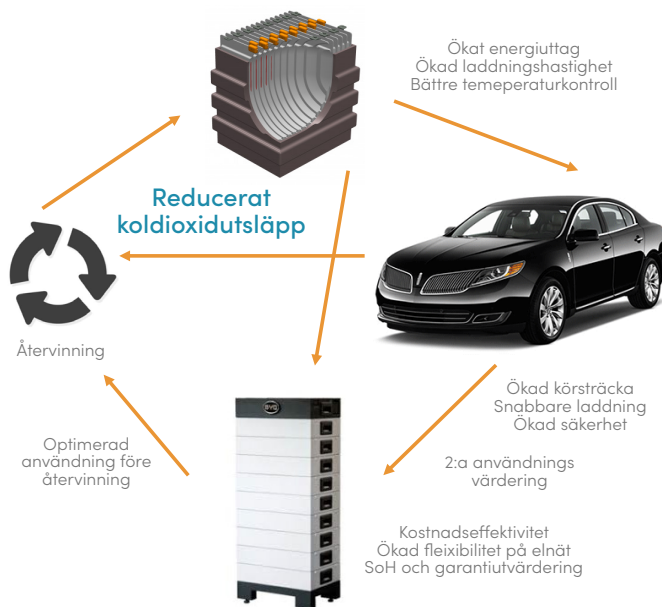 Ökat energiuttag
Ökad laddningshastighet
Bättre temeperaturkontroll
Reducerat
koldioxidutsläpp
Återvinning
Ökad körsträcka
Snabbare laddning
Ökad säkerhet
Optimerad
användning före
återvinning
2:a användnings
värdering
BYD
Kostnadseffektivitet
Ökad fleixibilitet på elnät
SoH och garantiutvärdering